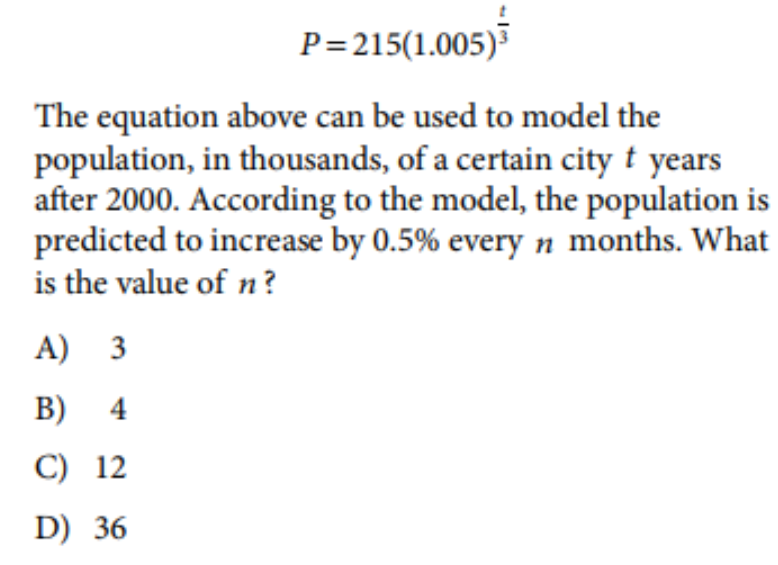 P=215(1.005)^(t/3)
The equation above can be used to model the
population, in thousands, of a certain city t years
after 2000. According to the model, the population is
predicted to increase by 0.5% every n months. What
is the value of n?
A) 3
B) 4
C) 12
D) 36